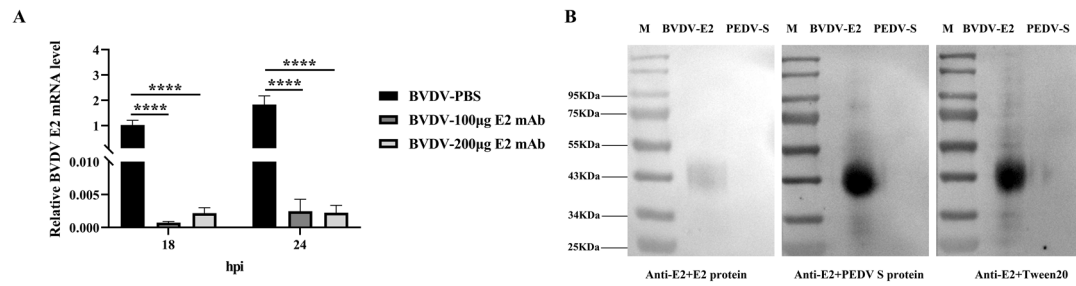 A
Relative BVDV E2 mRNA level
4
3
2
1
0.010
0.005
0.000
****
****
****
****
18
24
hpi
BVDV-PBS
BVDV-100μg E2 mAb
BVDV-200μg E2 mAb
B
M BVDV-E2 PEDV-S
M BVDV-E2 PEDV-S
M BVDV-E2 PEDV-S
95KDa
75KDa
55KDa
43KDa
34KDa
25KDa
Anti-E2+E2 protein
Anti-E2+PEDV S protein
Anti-E2+Tween20